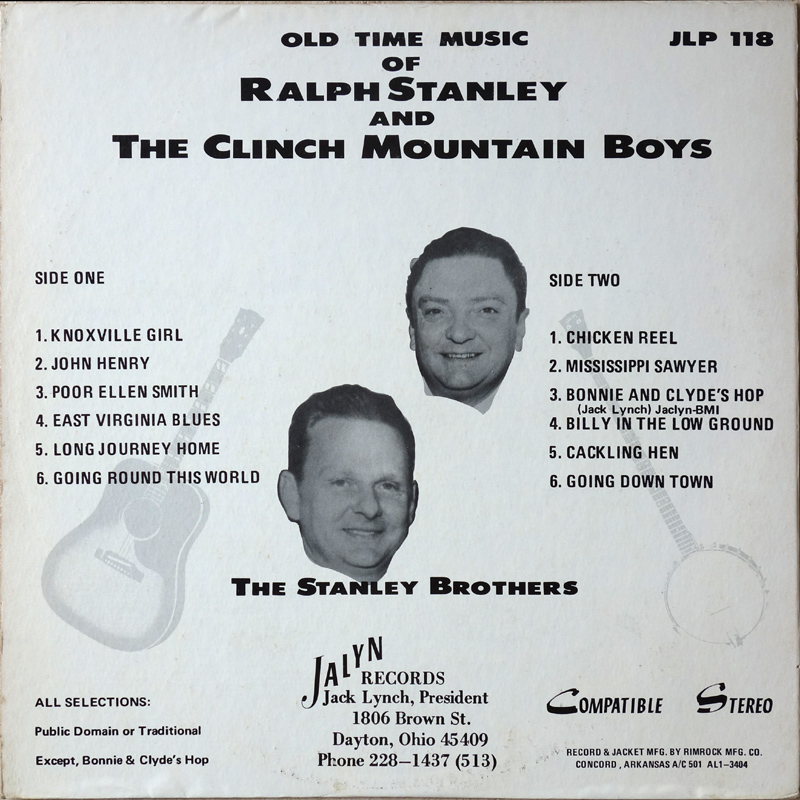 OLD TIME MUSIC
JLP 118
OF
RALPH STANLEY
AND
THE CLINCH MOUNTAIN BOYS
SIDE ONE
1. KNOXVILLE GIRL
2. JOHN HENRY
3. POOR ELLEN SMITH
4. EAST VIRGINIA BLUES
5. LONG JOURNEY HOME
6. GOING ROUND THIS WORLD
SIDE TWO
1. CHICKEN REEL
2. MISSISSIPPI SAWYER
3. BONNIE AND CLYDE'S HOP
(Jack Lynch) Jaclyn-BMI
4. BILLY IN THE LOW GROUND
5. CACKLING HEN
6. GOING DOWN TOWN
THE STANLEY BROTHERS
ALL SELECTIONS:
Public Domain or Traditional
Except, Bonnie & Clyde's Hop
JALYN
RECORDS
Jack Lynch, President
1806 Brown St.
Dayton, Ohio 45409
Phone 228-1437 (513)
COMPATIBLE STEREO
RECORD & JACKET MFG. BY RIMROCK MFG. CO.
CONCORD, ARKANSAS A/C 501 AL1-3404